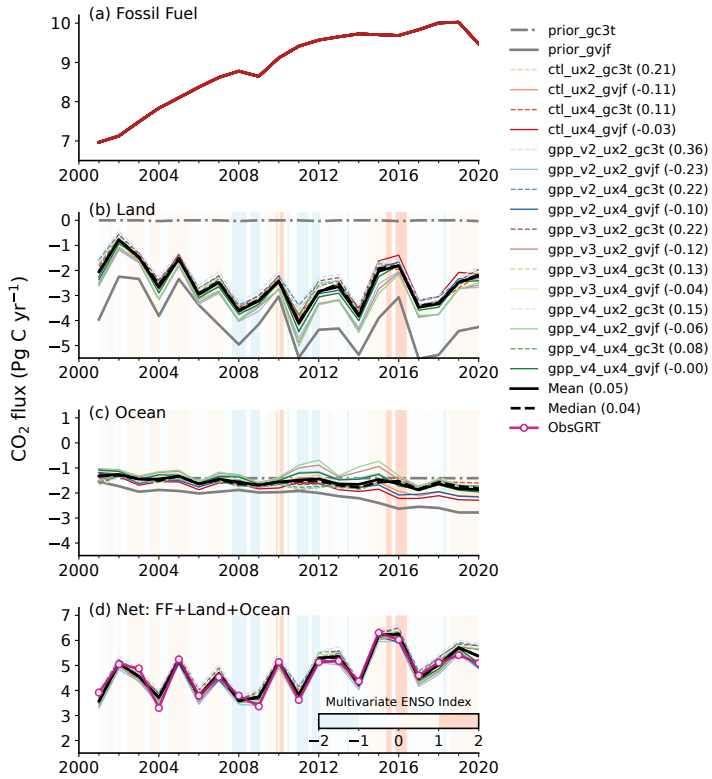 CO₂ flux (Pg C yr⁻¹)
(a) Fossil Fuel
10
9
8
7
2000 2004 2008 2012 2016 2020
(b) Land
0
−1
−2
−3
−4
−5
2000 2004 2008 2012 2016 2020
(c) Ocean
1
0
−1
−2
−3
−4
2000 2004 2008 2012 2016 2020
(d) Net: FF+Land+Ocean
7
6
5
4
3
2
Multivariate ENSO Index
−2 −1 0 1 2
2000 2004 2008 2012 2016 2020
prior_gc3t
prior_gvjf
ctl_ux2_gc3t (0.21)
ctl_ux2_gvjf (-0.11)
ctl_ux4_gc3t (0.11)
ctl_ux4_gvjf (-0.03)
gpp_v2_ux2_gc3t (0.36)
gpp_v2_ux2_gvjf (-0.23)
gpp_v2_ux4_gc3t (0.22)
gpp_v2_ux4_gvjf (-0.10)
gpp_v3_ux2_gc3t (0.22)
gpp_v3_ux2_gvjf (-0.12)
gpp_v3_ux4_gc3t (0.13)
gpp_v3_ux4_gvjf (-0.04)
gpp_v4_ux2_gc3t (0.15)
gpp_v4_ux2_gvjf (-0.06)
gpp_v4_ux4_gc3t (0.08)
gpp_v4_ux4_gvjf (-0.00)
Mean (0.05)
Median (0.04)
ObsGRT